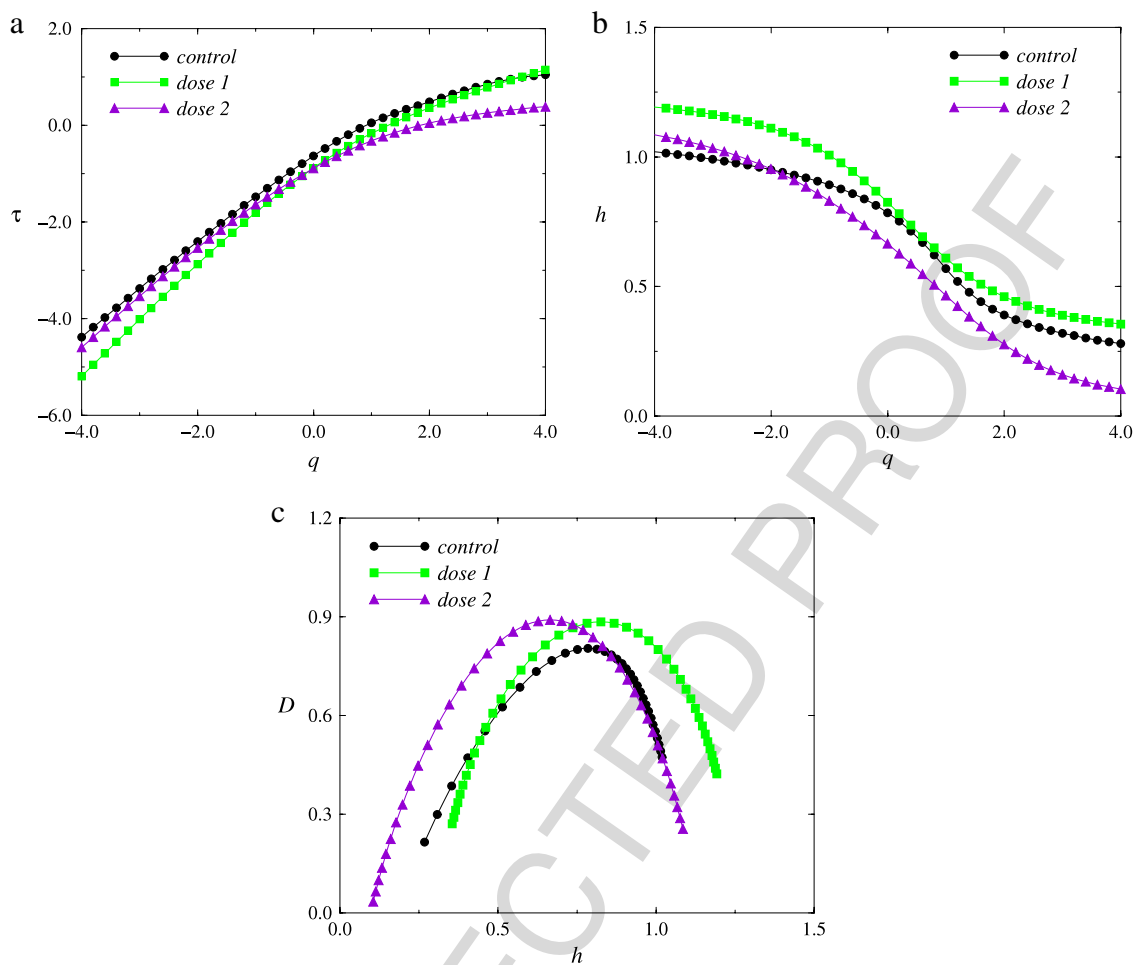 a
2.0
0.0
−2.0
−4.0
−6.0
τ
control
dose 1
dose 2
−4.0 −2.0 0.0 2.0 4.0
q
b
1.5
1.0
0.5
0.0
h
control
dose 1
dose 2
−4.0 −2.0 0.0 2.0 4.0
q
c
1.2
0.9
0.6
0.3
0.0
D
control
dose 1
dose 2
0.0 0.5 1.0 1.5
h
ECTED PROOF